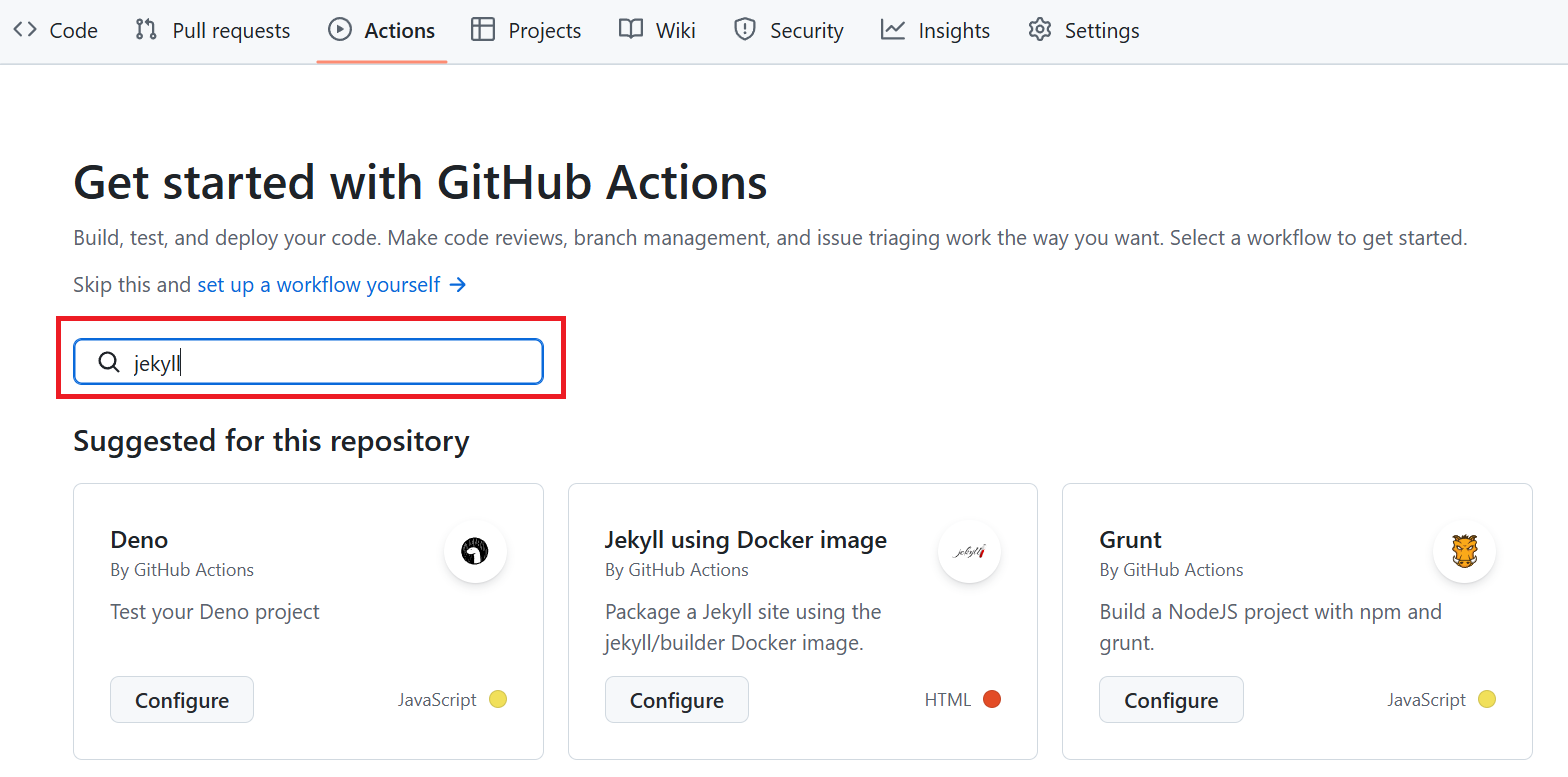 Code Pull requests Actions Projects Wiki Security Insights Settings
Get started with GitHub Actions
Build, test, and deploy your code. Make code reviews, branch management, and issue triaging work the way you want. Select a workflow to get started.
Skip this and set up a workflow yourself →
jekyll
Suggested for this repository
Deno
By GitHub Actions
Test your Deno project
Configure JavaScript
Jekyll using Docker image
By GitHub Actions
jekyll
Package a Jekyll site using the
jekyll/builder Docker image.
Configure HTML
Grunt
By GitHub Actions
Build a NodeJS project with npm and
grunt.
Configure JavaScript